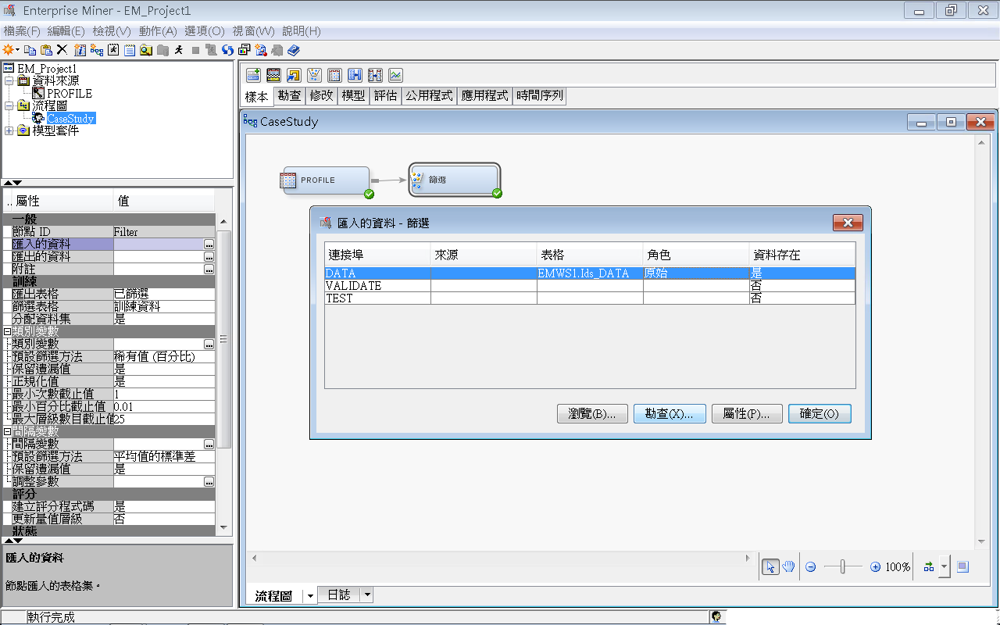 Enterprise Miner - EM_Project1
檔案(F) 編輯(E) 檢視(V) 動作(A) 選項(O) 視窗(W) 說明(H)
EM_Project1
資料來源
PROFILE
流程圖
CaseStudy
模型套件
樣本 勘查 修改 模型 評估 公用程式 應用程式 時間序列
CaseStudy
PROFILE
篩選
匯入的資料 - 篩選
連接埠 來源 表格 角色 資料存在
DATA EMWS1.Ids_DATA 原始 是
VALIDATE 否
TEST 否
瀏覽(B)... 勘查(X)... 屬性(P)... 確定(O)
.. 屬性 值
一般
節點 ID Filter
匯入的資料 ...
匯出的資料 ...
附註 ...
訓練
匯出表格 已篩選
篩選表格 訓練資料
分配資料集 是
類別變數
類別變數 ...
預設篩選方法 稀有值 (百分比)
保留遺漏值 是
正規化值 是
最小次數截止值 1
最小百分比截止值 0.01
最大層級數目截止值 25
間隔變數
間隔變數 ...
預設篩選方法 平均值的標準差
保留遺漏值 是
調整參數 ...
評分
建立評分程式碼 是
更新量值層級 否
狀態
匯入的資料
節點匯入的表格集。
100%
流程圖 日誌
執行完成